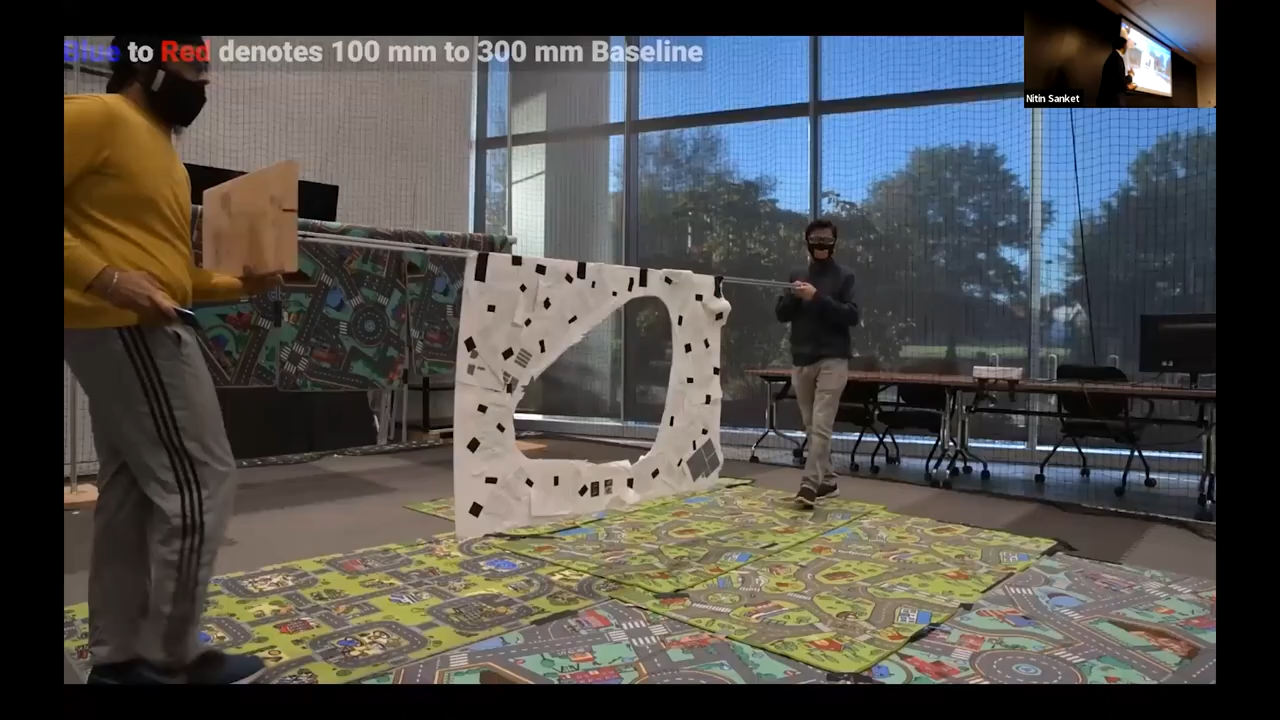 Blue to Red denotes 100 mm to 300 mm Baseline
Nitin Sanket